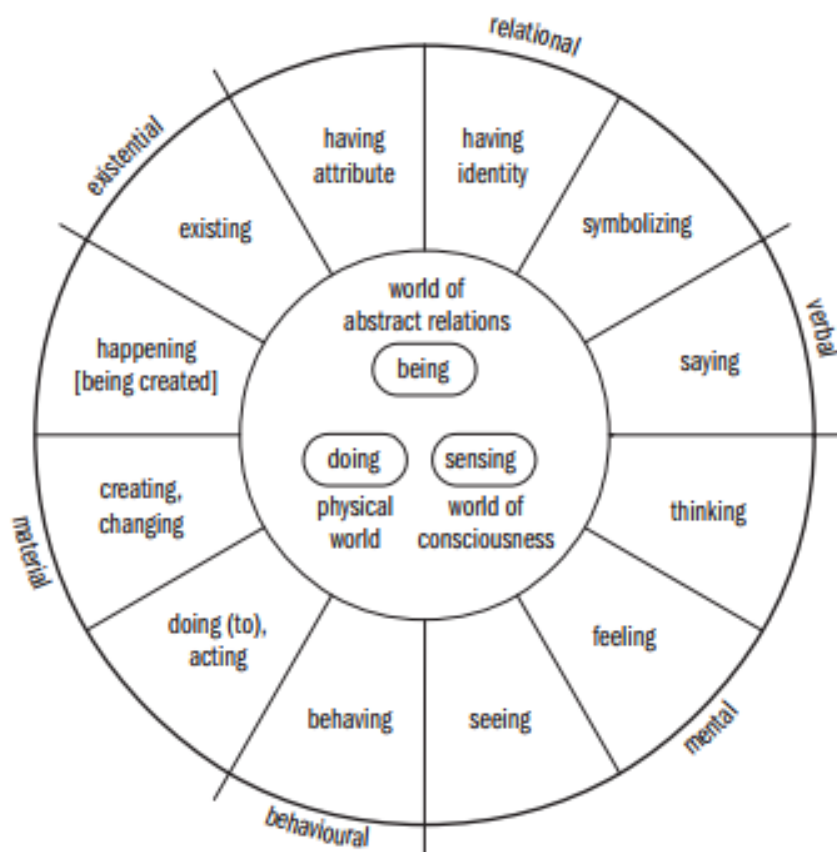 relational
existential
having
attribute
having
identity
existing
symbolizing
world of
abstract relations
being
verbal
happening
[being created]
saying
doing
sensing
physical
world
world of
consciousness
creating,
changing
thinking
material
doing (to),
acting
feeling
behaving
seeing
mental
behavioural